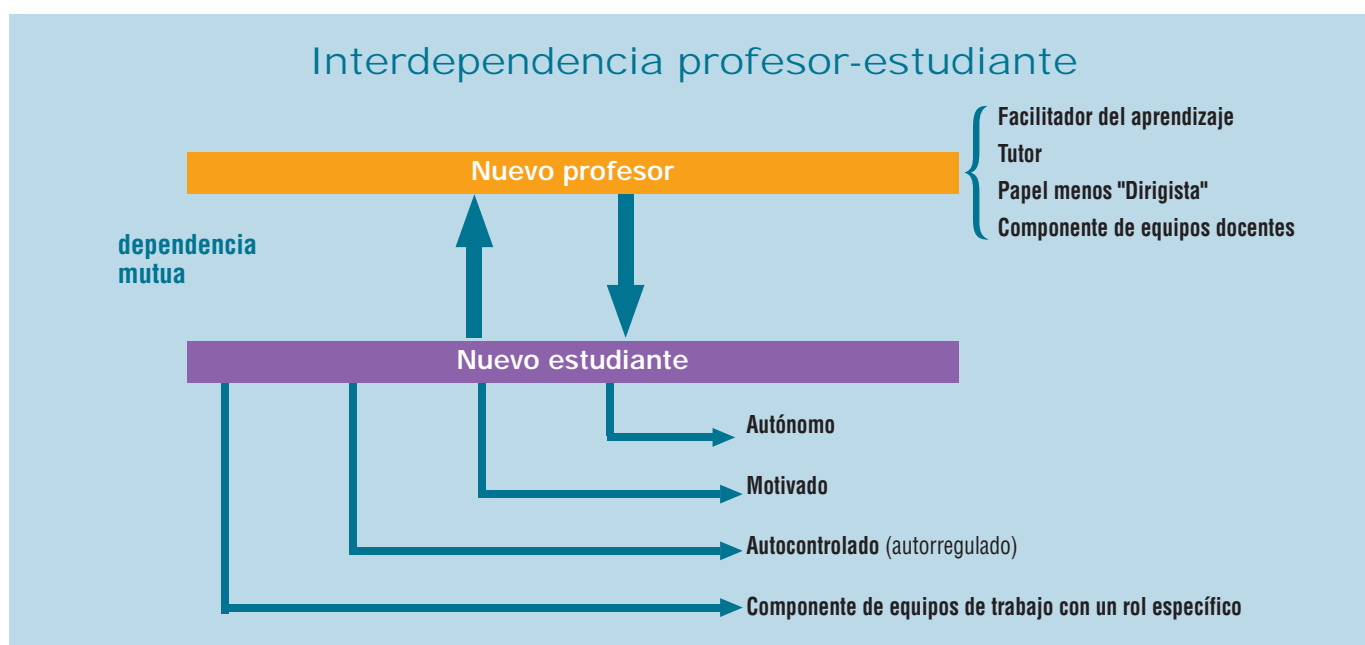 Interdependencia profesor-estudiante
Facilitador del aprendizaje
Tutor
Papel menos "Dirigista"
Componente de equipos docentes
Nuevo profesor
dependencia
mutua
Nuevo estudiante
Autónomo
Motivado
Autocontrolado (autorregulado)
Componente de equipos de trabajo con un rol específico